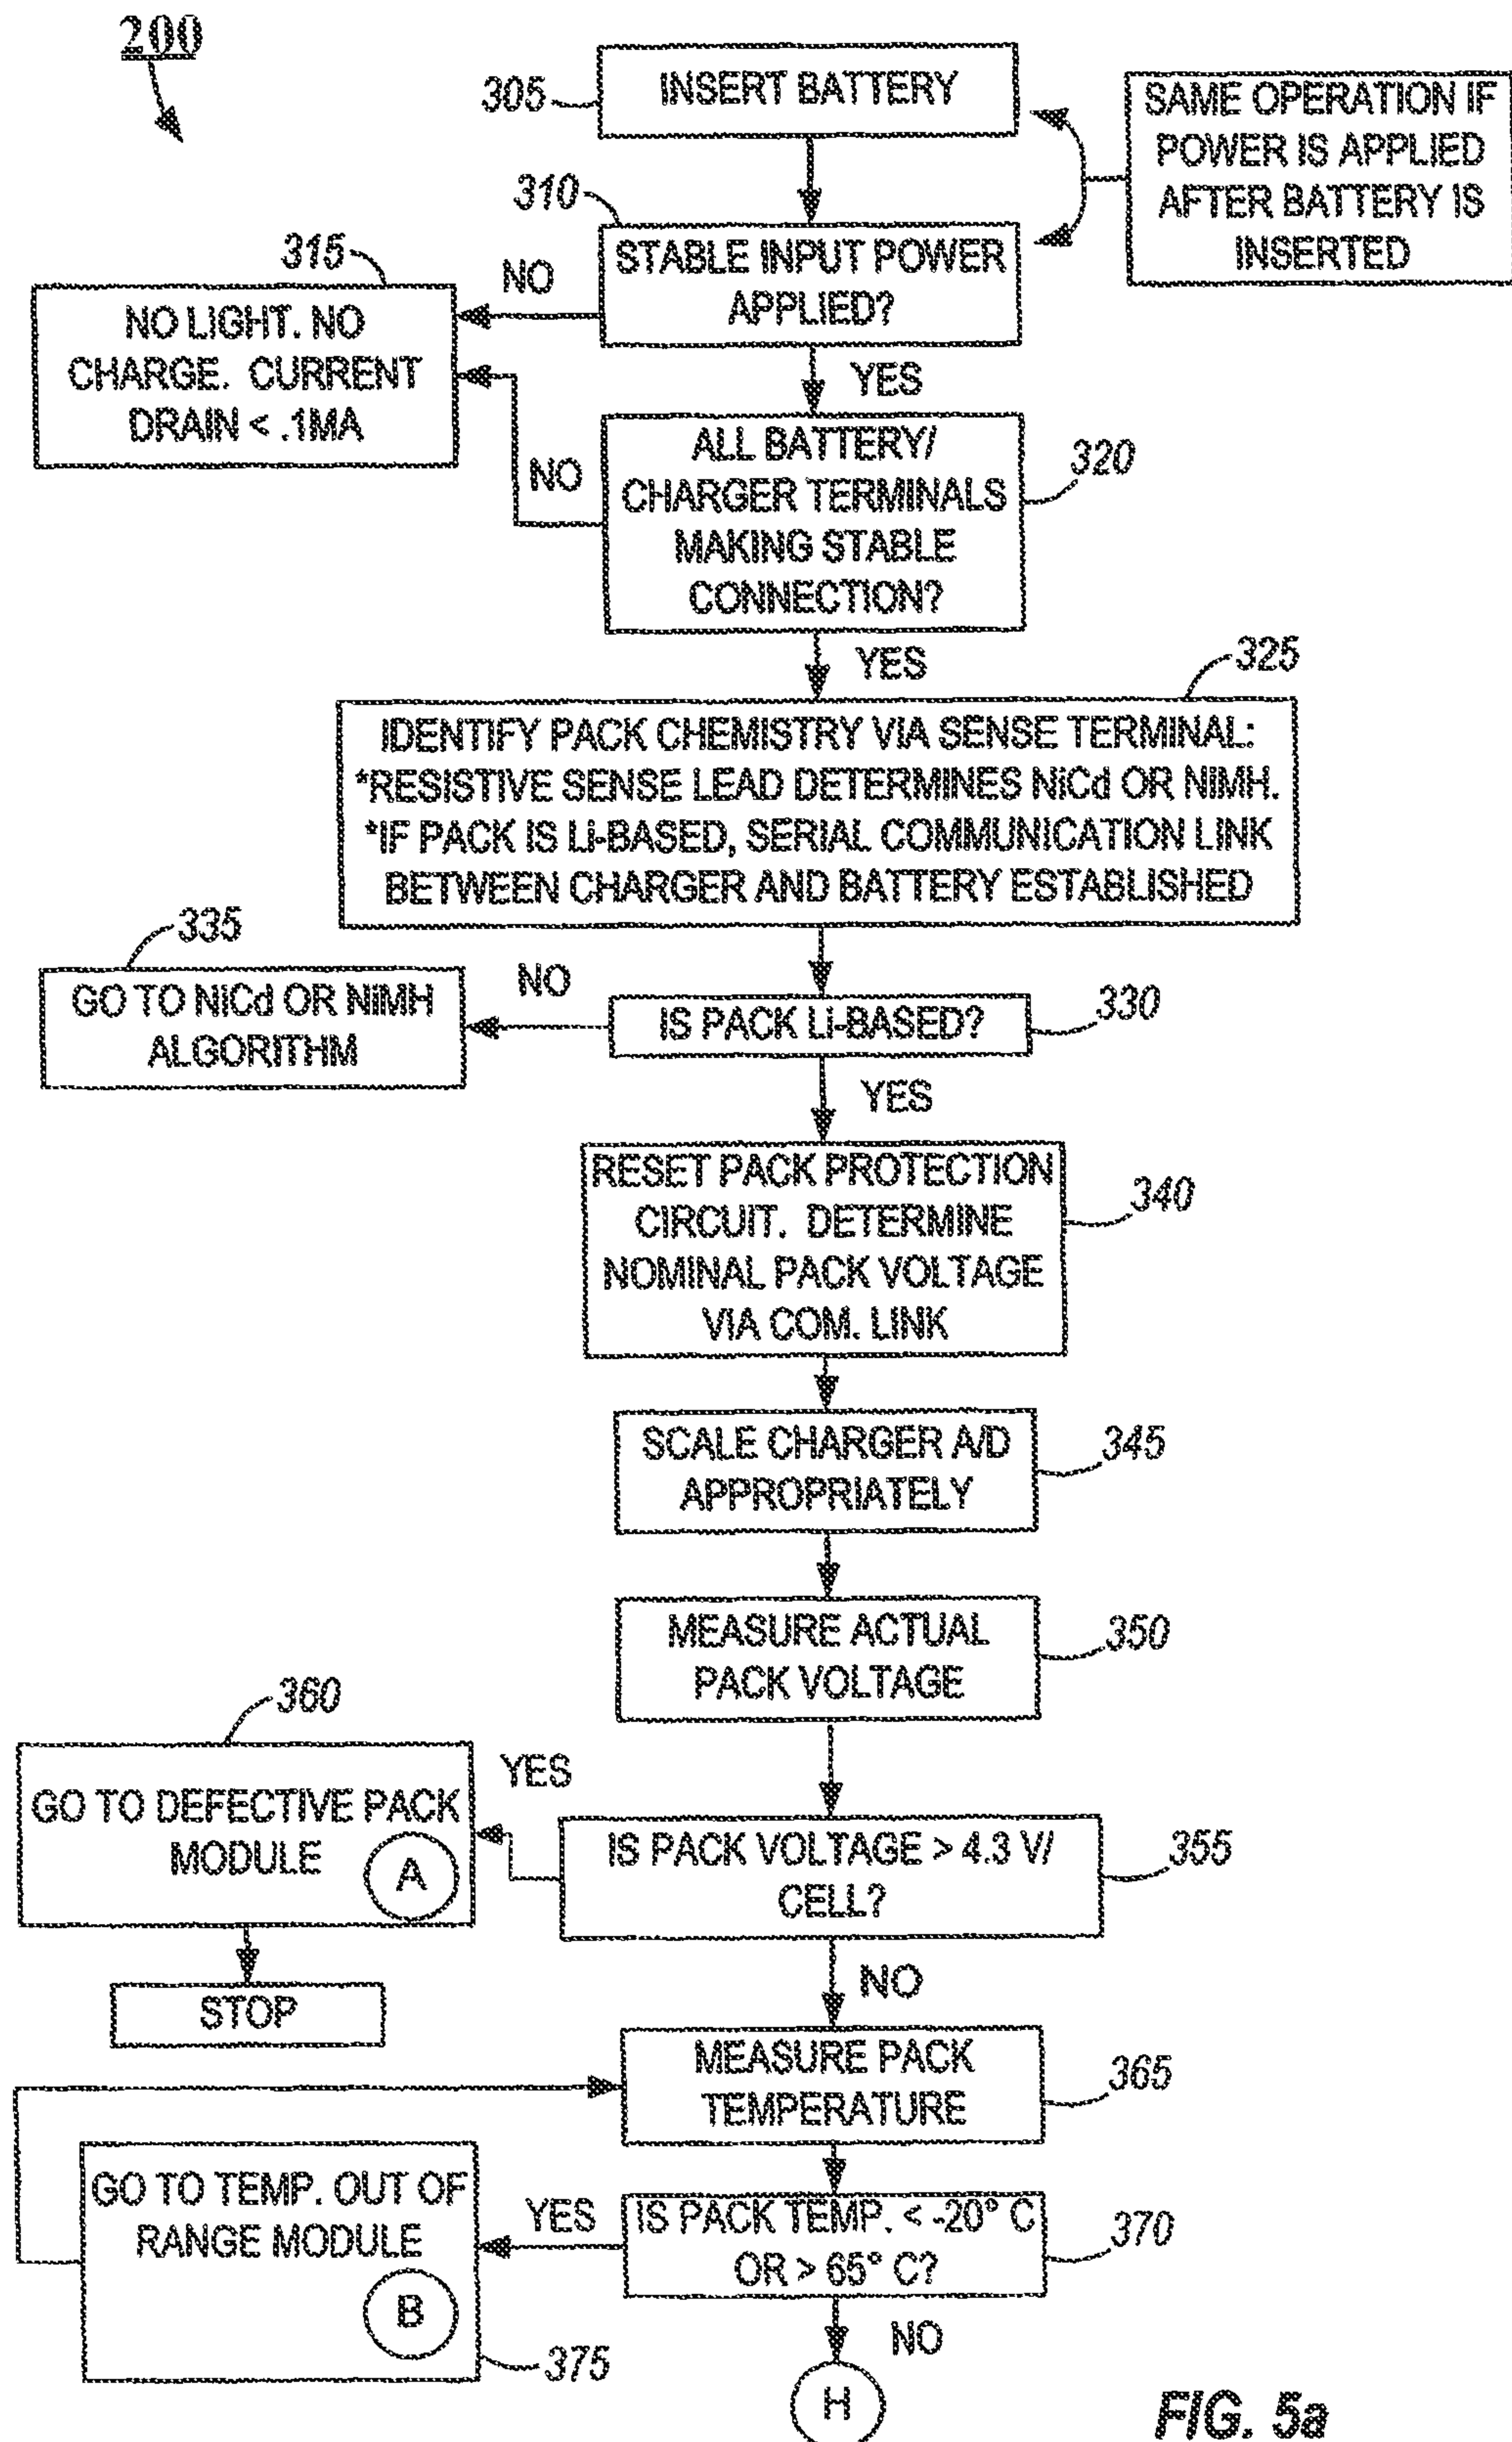 200
305
INSERT BATTERY
SAME OPERATION IF
POWER IS APPLIED
AFTER BATTERY IS
INSERTED
310
STABLE INPUT POWER
APPLIED?
315
NO
NO LIGHT. NO
CHARGE. CURRENT
DRAIN < .1MA
YES
NO
ALL BATTERY/
CHARGER TERMINALS
MAKING STABLE
CONNECTION?
320
YES
325
IDENTIFY PACK CHEMISTRY VIA SENSE TERMINAL:
*RESISTIVE SENSE LEAD DETERMINES NiCd OR NiMH.
*IF PACK IS Li-BASED, SERIAL COMMUNICATION LINK
BETWEEN CHARGER AND BATTERY ESTABLISHED
335
GO TO NiCd OR NiMH
ALGORITHM
NO
IS PACK Li-BASED?
330
YES
RESET PACK PROTECTION
CIRCUIT. DETERMINE
NOMINAL PACK VOLTAGE
VIA COM. LINK
340
SCALE CHARGER A/D
APPROPRIATELY
345
MEASURE ACTUAL
PACK VOLTAGE
350
360
GO TO DEFECTIVE PACK
MODULE
A
YES
IS PACK VOLTAGE > 4.3 V/
CELL?
355
STOP
NO
MEASURE PACK
TEMPERATURE
365
GO TO TEMP. OUT OF
RANGE MODULE
B
YES
IS PACK TEMP. < -20° C
OR > 65° C?
370
375
NO
H
FIG. 5a